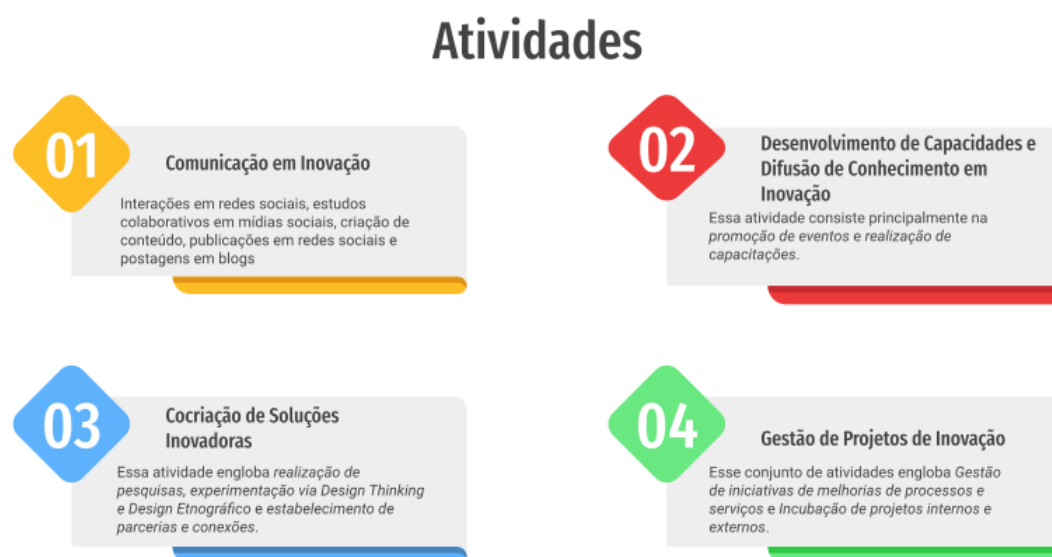 Atividades
01
Comunicação em Inovação
Interações em redes sociais, estudos
colaborativos em mídias sociais, criação de
conteúdo, publicações em redes sociais e
postagens em blogs
02
Desenvolvimento de Capacidades e
Difusão de Conhecimento em
Inovação
Essa atividade consiste principalmente na
promoção de eventos e realização de
capacitações.
03
Cocriação de Soluções
Inovadoras
Essa atividade engloba realização de
pesquisas, experimentação via Design Thinking
e Design Etnográfico e estabelecimento de
parcerias e conexões.
04
Gestão de Projetos de Inovação
Esse conjunto de atividades engloba Gestão
de iniciativas de melhorias de processos e
serviços e Incubação de projetos internos e
externos.